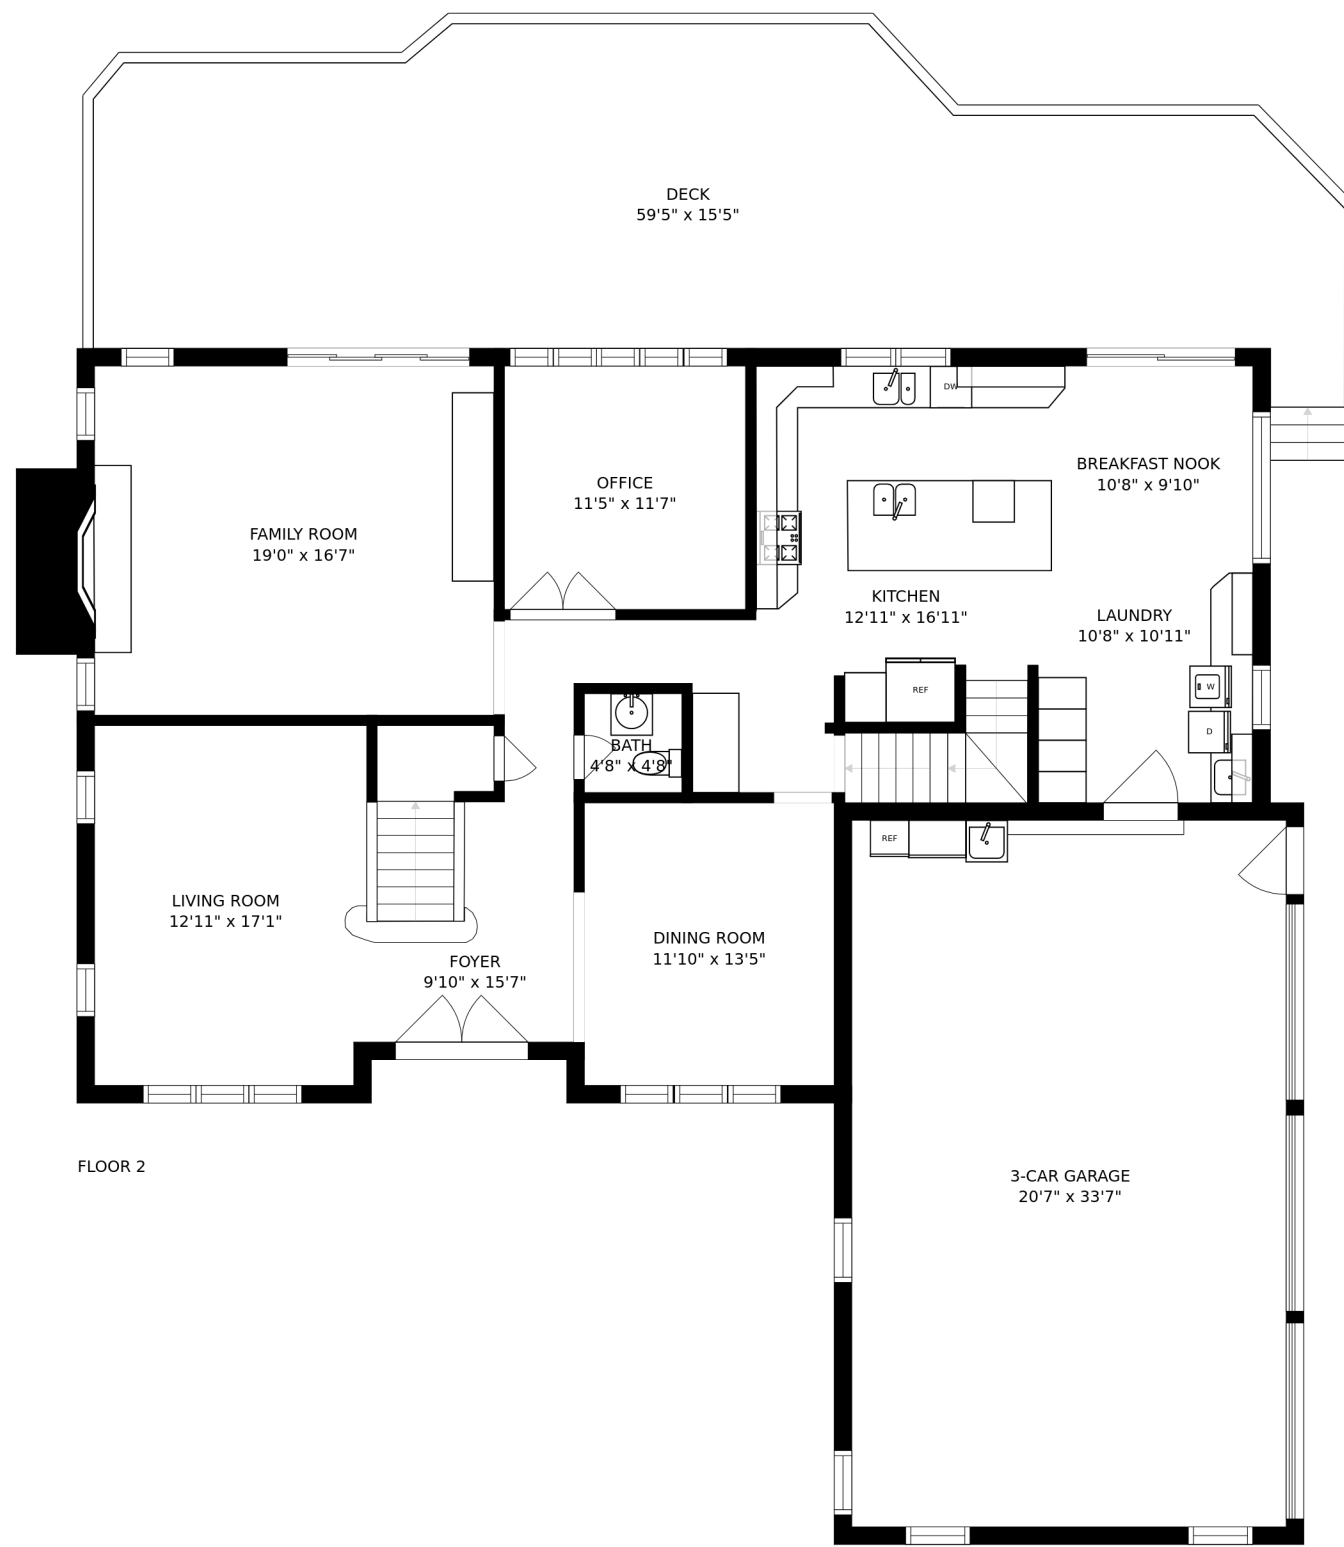 DECK
59'5" x 15'5"
DW
BREAKFAST NOOK
10'8" x 9'10"
OFFICE
11'5" x 11'7"
FAMILY ROOM
19'0" x 16'7"
KITCHEN
12'11" x 16'11"
LAUNDRY
10'8" x 10'11"
REF
W
D
BATH
4'8" x 4'8"
REF
LIVING ROOM
12'11" x 17'1"
DINING ROOM
11'10" x 13'5"
FOYER
9'10" x 15'7"
FLOOR 2
3-CAR GARAGE
20'7" x 33'7"